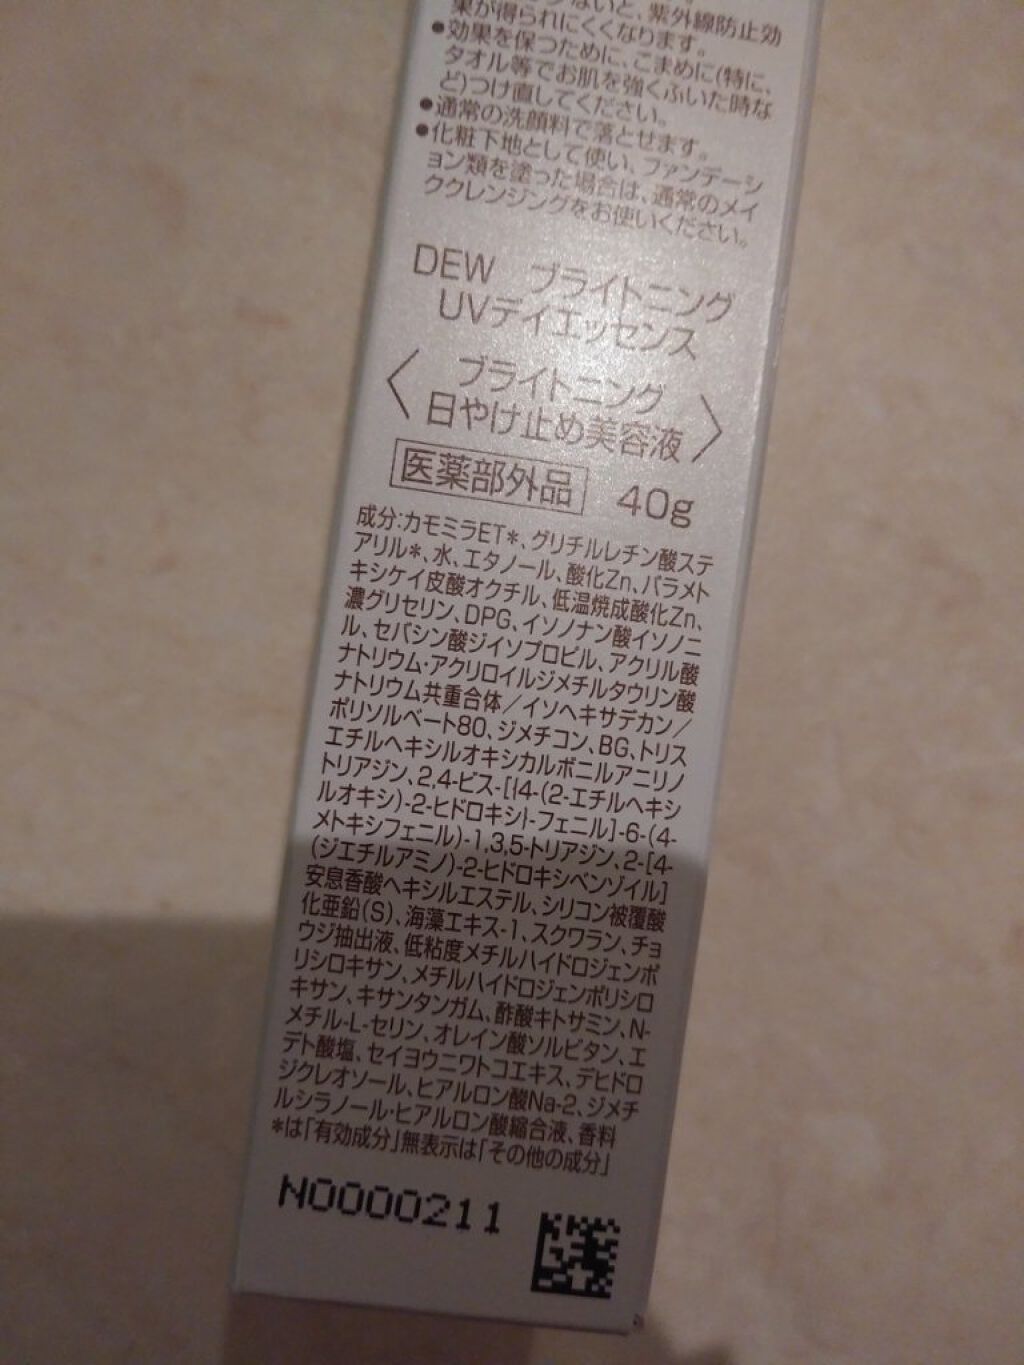 ないと、紫外線防止効
果が得られにくくなります。
●効果を保つために、こまめに(特に、
タオル等でお肌を強くふいた時な
ど)つけ直してください。
●通常の洗顔料で落とせます。
●化粧下地として使い、ファンデーシ
ョン類を塗った場合は、通常のメイ
ククレンジングをお使いください。
DEW ブライトニング
UVデイエッセンス
〈ブライトニング
日やけ止め美容液〉
医薬部外品 40g
成分:カモミラET*、グリチルレチン酸ステ
アリル*、水、エタノール、酸化Zn、パラメト
キシケイ皮酸オクチル、低温焼成酸化Zn、
濃グリセリン、DPG、イソノナン酸イソノニ
ル、セバシン酸ジイソプロピル、アクリル酸
ナトリウム・アクリロイルジメチルタウリン酸
ナトリウム共重合体/イソヘキサデカン/
ポリソルベート80、ジメチコン、BG、トリス
エチルヘキシルオキシカルボニルアニリノ
トリアジン、2,4-ビス-[{4-(2-エチルヘキシ
ルオキシ)-2-ヒドロキシ}-フェニル]-6-(4-
メトキシフェニル)-1,3,5-トリアジン、2-[4-
(ジエチルアミノ)-2-ヒドロキシベンゾイル]
安息香酸ヘキシルエステル、シリコン被覆酸
化亜鉛(S)、海藻エキス-1、スクワラン、チョ
ウジ抽出液、低粘度メチルハイドロジェンポ
リシロキサン、メチルハイドロジェンポリシロ
キサン、キサンタンガム、酢酸キトサミン、N-
メチル-L-セリン、オレイン酸ソルビタン、エ
デト酸塩、セイヨウニワトコエキス、デヒドロ
ジクレオソール、ヒアルロン酸Na-2、ジメチ
ルシラノール・ヒアルロン酸縮合液、香料
*は「有効成分」無表示は「その他の成分」
N0000211